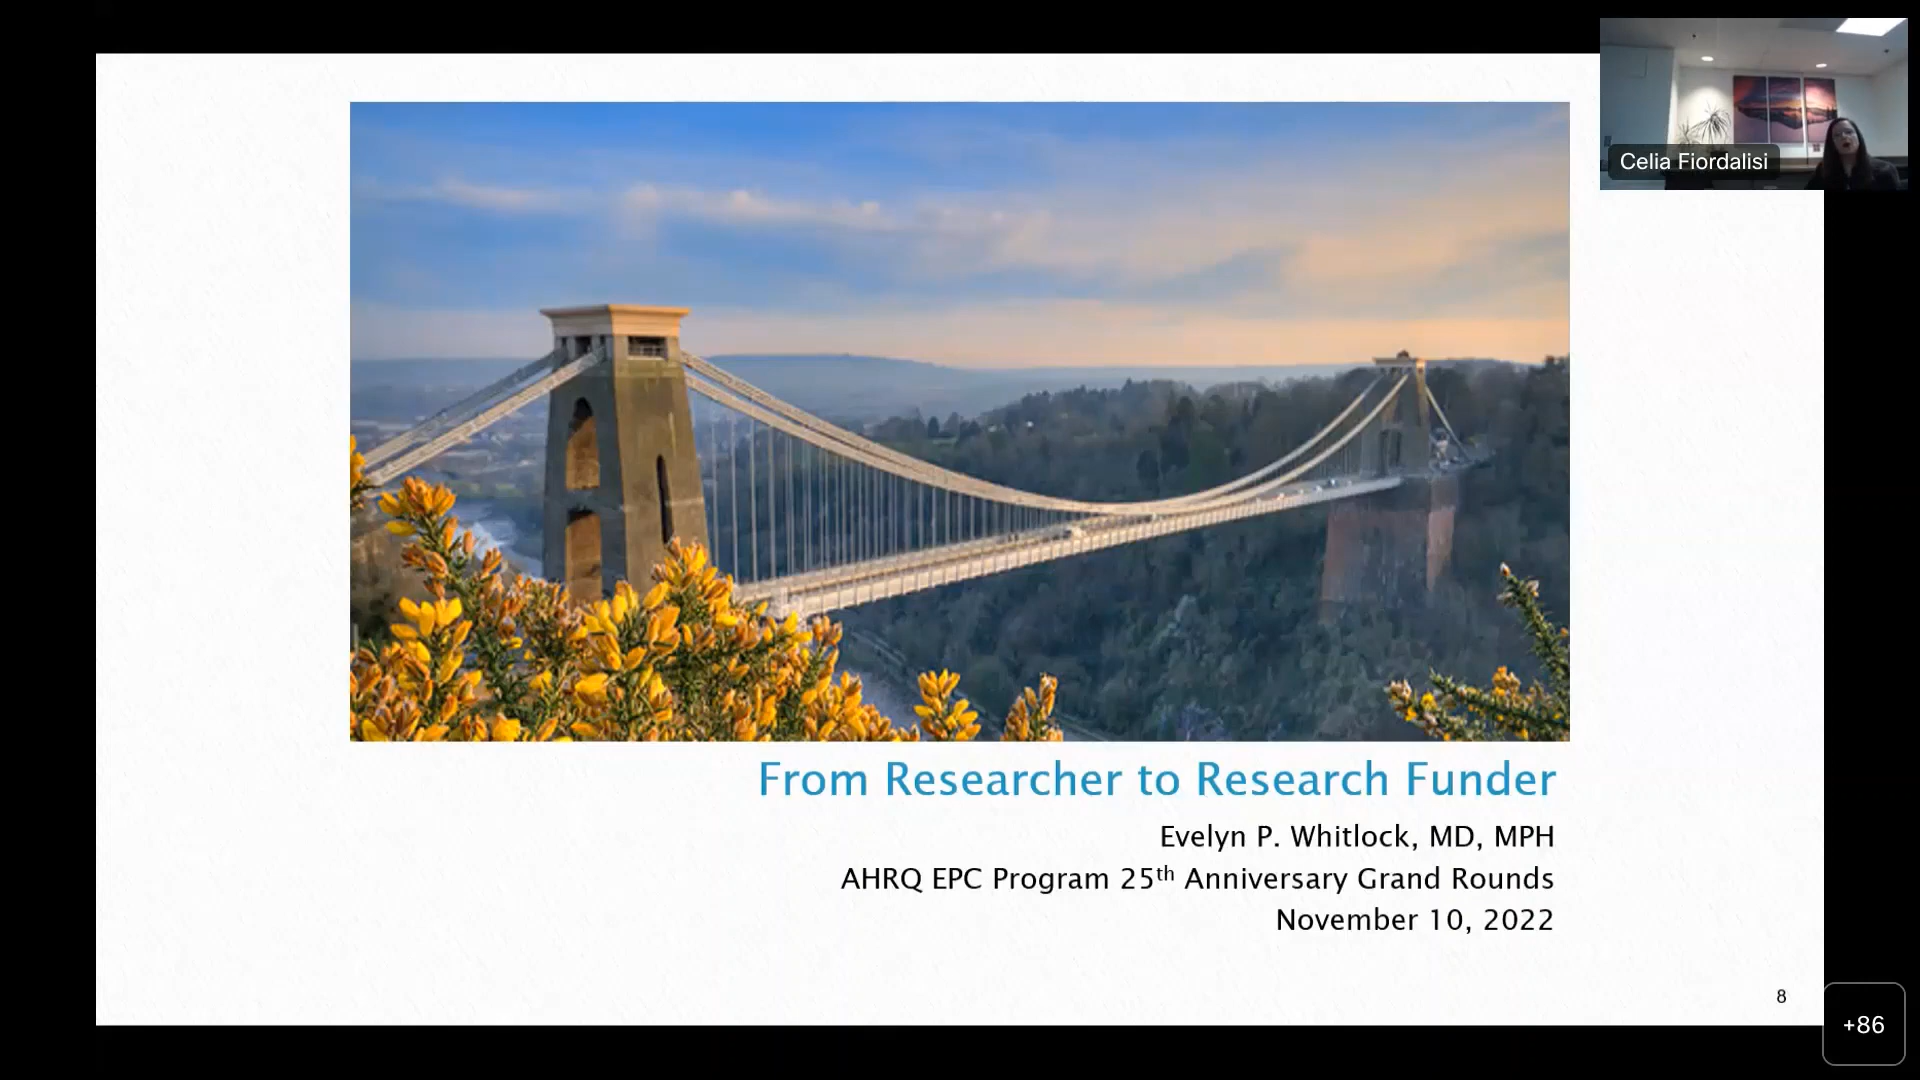 Celia Fiordalisi
From Researcher to Research Funder
Evelyn P. Whitlock, MD, MPH
AHRQ EPC Program 25th Anniversary Grand Rounds
November 10, 2022
8
+86